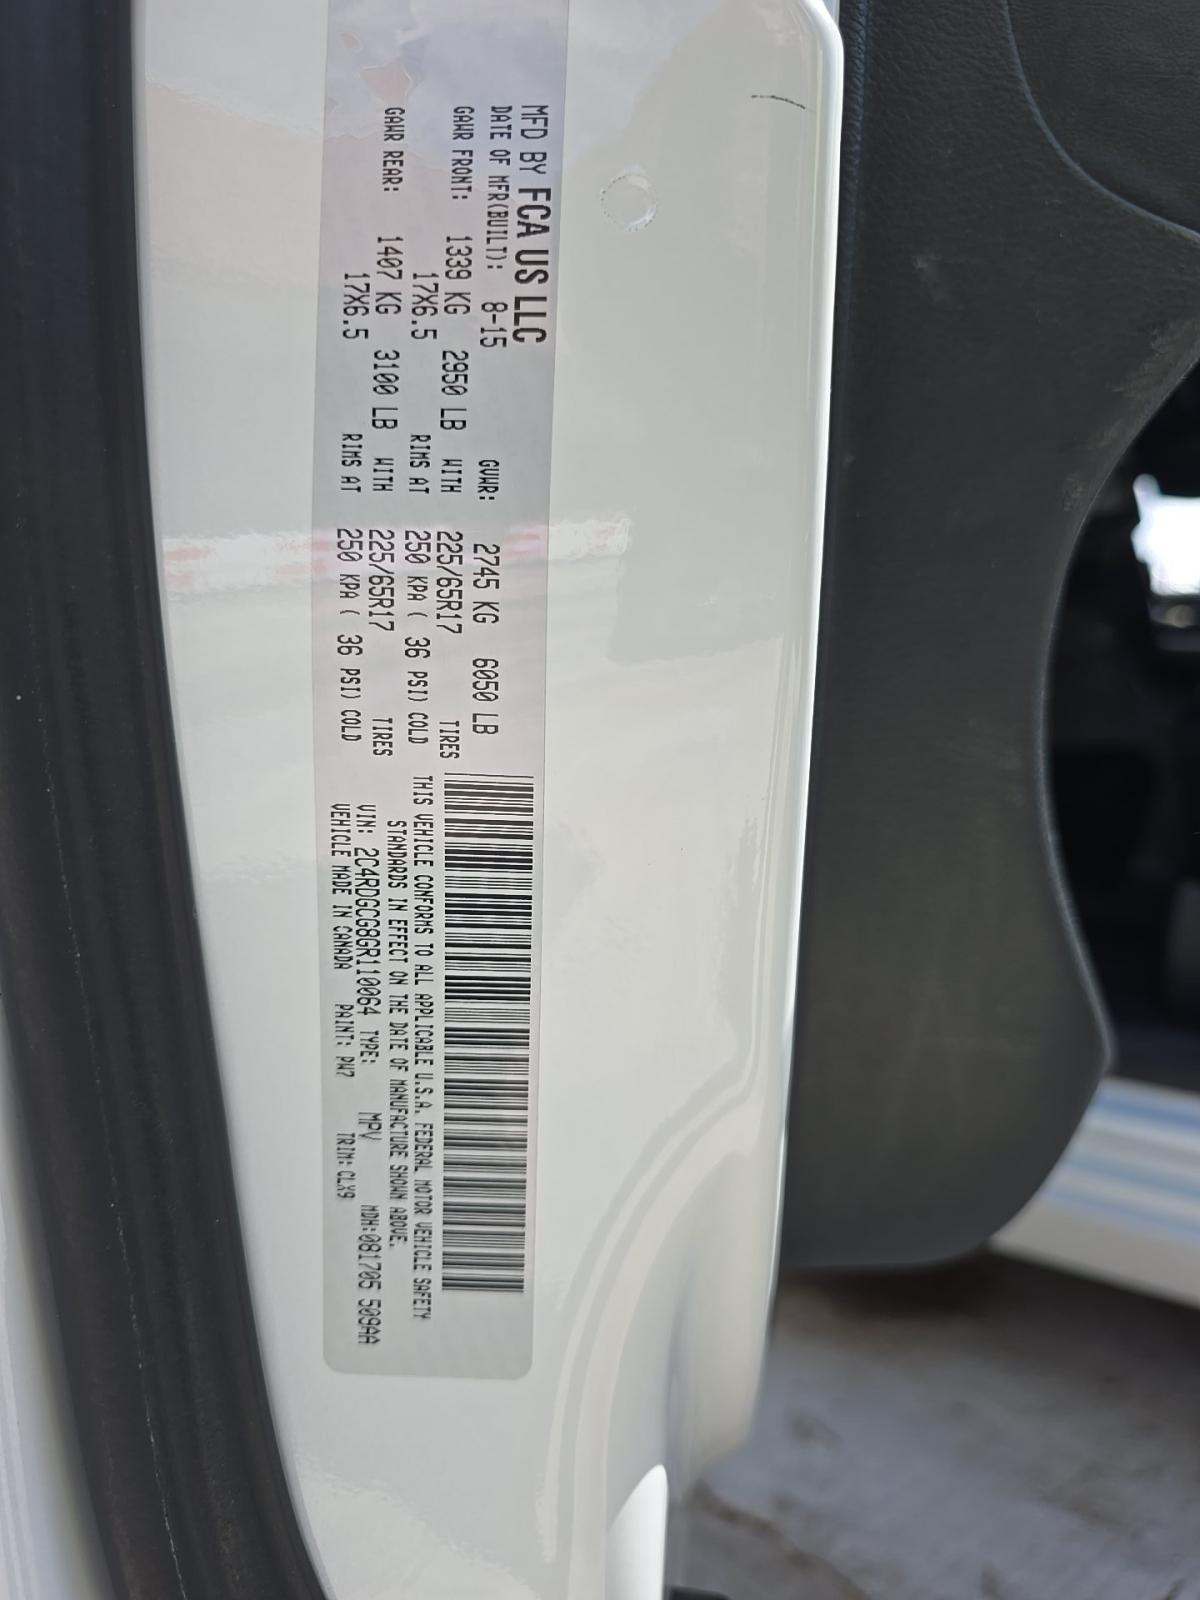 MFD BY FCA US LLC
DATE OF MFR(BUILT): 8-15 GVWR: 2745 KG 6050 LB
GAWR FRONT: 1339 KG 2950 LB WITH 225/65R17 TIRES
17X6.5 RIMS AT 250 KPA ( 36 PSI) COLD
GAWR REAR: 1407 KG 3100 LB WITH 225/65R17 TIRES
17X6.5 RIMS AT 250 KPA ( 36 PSI) COLD
THIS VEHICLE CONFORMS TO ALL APPLICABLE U.S.A. FEDERAL MOTOR VEHICLE SAFETY
STANDARDS IN EFFECT ON THE DATE OF MANUFACTURE SHOWN ABOVE.
VIN: 2C4RDGCG8GR110064 TYPE: MPV MDH:081705 509AA
VEHICLE MADE IN CANADA PAINT: PW7 TRIM: CLX9